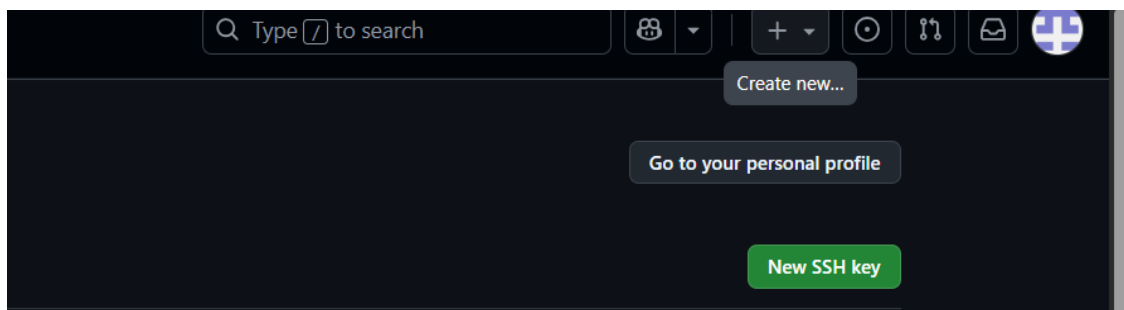 Type / to search
Create new...
Go to your personal profile
New SSH key